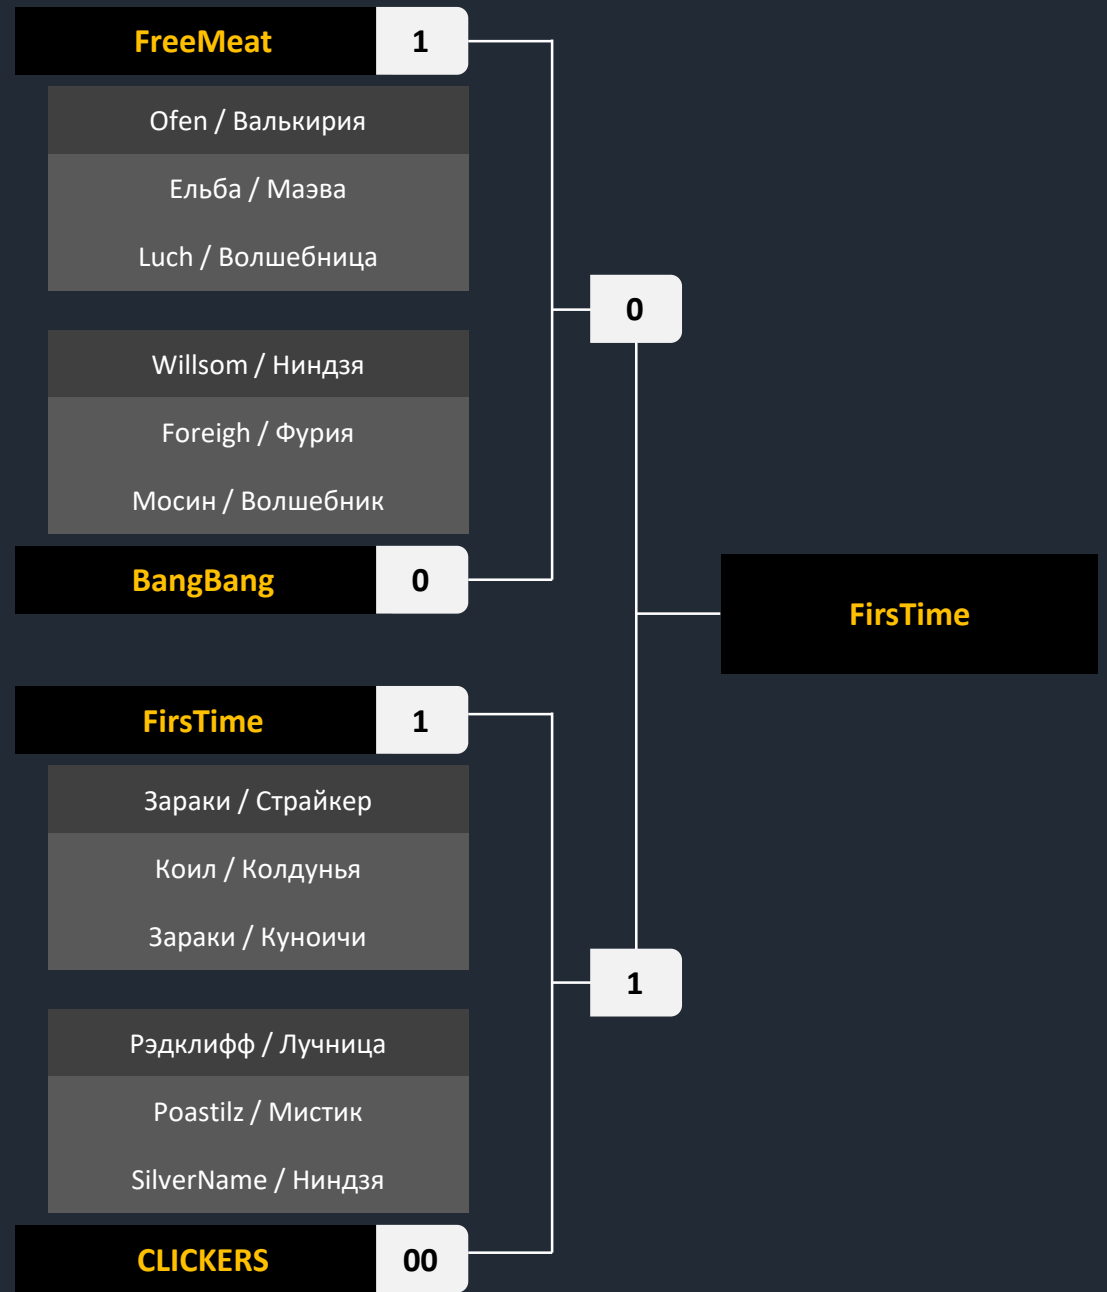 FreeMeat 1
Ofen / Валькирия
Ельба / Маэва
Luch / Волшебница
0
Willsom / Ниндзя
Foreigh / Фурия
Мосин / Волшебник
BangBang 0
FirsTime
FirsTime 1
Зараки / Страйкер
Коил / Колдунья
Зараки / Куноичи
1
Рэдклифф / Лучница
Poastilz / Мистик
SilverName / Ниндзя
CLICKERS 00